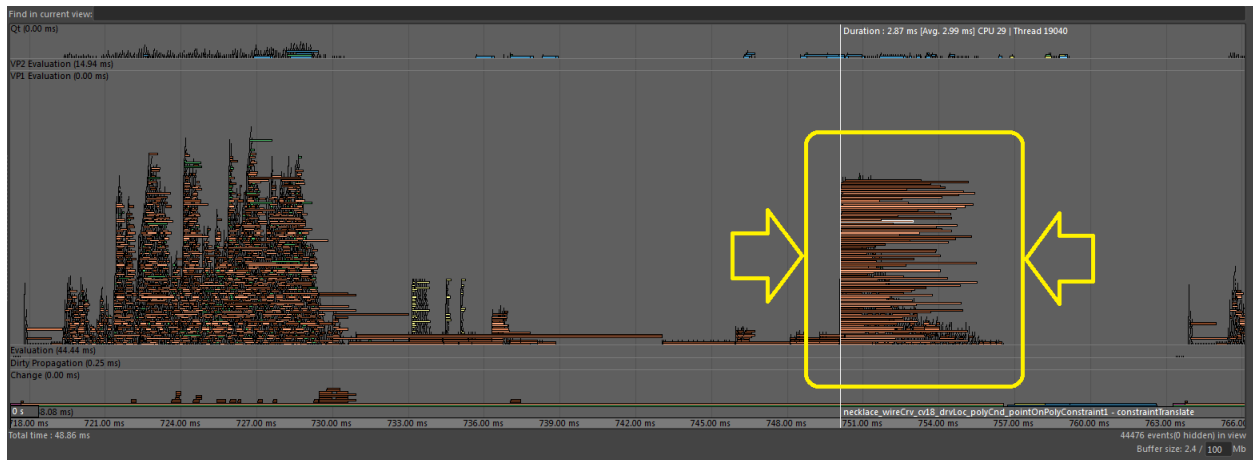 Find in current view:
Qt (0.00 ms)
Duration : 2.87 ms [Avg. 2.99 ms] CPU 29 | Thread 19040
VP2 Evaluation (14.94 ms)
VP1 Evaluation (0.00 ms)
Evaluation (44.44 ms)
Dirty Propagation (0.25 ms)
Change (0.00 ms)
0 s 8.08 ms) necklace_wireCrv_cv18_drvLoc_polyCnd_pointOnPolyConstraint1 - constraintTranslate
718.00 ms 721.00 ms 724.00 ms 727.00 ms 730.00 ms 733.00 ms 736.00 ms 739.00 ms 742.00 ms 745.00 ms 748.00 ms 751.00 ms 754.00 ms 757.00 ms 760.00 ms 763.00 ms 766.0
Total time : 48.86 ms 44476 events(0 hidden) in view
Buffer size: 2.4 / 100 Mb